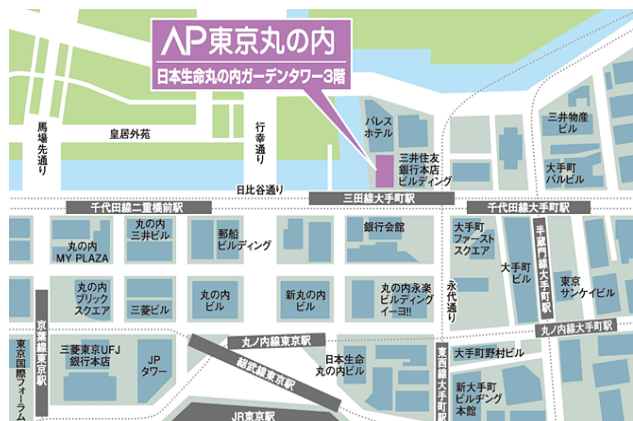 AP東京丸の内
日本生命丸の内ガーデンタワー3階
馬場先通り
皇居外苑
行幸通り
日比谷通り
パレス
ホテル
三井住友
銀行本店
ビルディング
三井物産
ビル
大手町
パルビル
千代田線二重橋前駅
三田線大手町駅
千代田線大手町駅
丸の内
MY PLAZA
丸の内
三井ビル
郵船
ビルディング
銀行会館
大手町
ファースト
スクエア
大手町
ビル
半蔵門線大手町駅
東京
サンケイビル
丸の内
ブリック
スクエア
三菱ビル
丸の内
ビル
新丸の内
ビル
丸の内永楽
ビルディング
イーヨ!!
永代通り
京葉線東京駅
東京国際フォーラム
三菱東京UFJ
銀行本店
JP
タワー
丸ノ内線東京駅
総武線東京駅
日本生命
丸の内ビル
東西線大手町駅
丸ノ内線大手町駅
大手町野村ビル
新大手町
ビルヂング
本館
JR東京駅